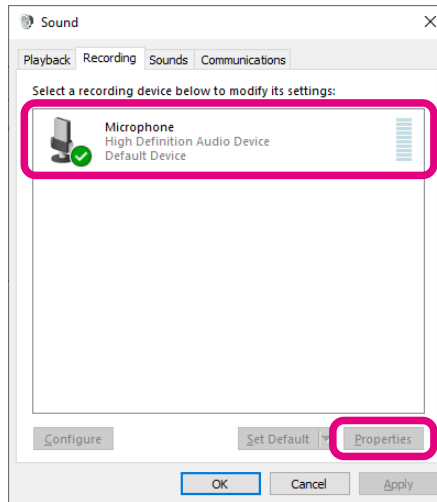 Sound
Playback Recording Sounds Communications
Select a recording device below to modify its settings:
Microphone
High Definition Audio Device
Default Device
Configure Set Default Properties
OK Cancel Apply